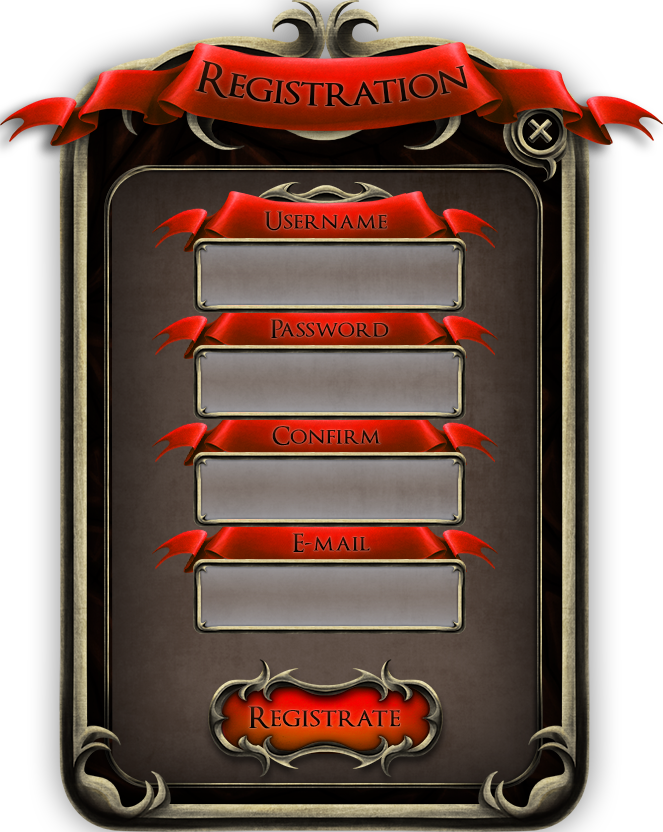 Registration
Username
Password
Confirm
E-mail
Registrate